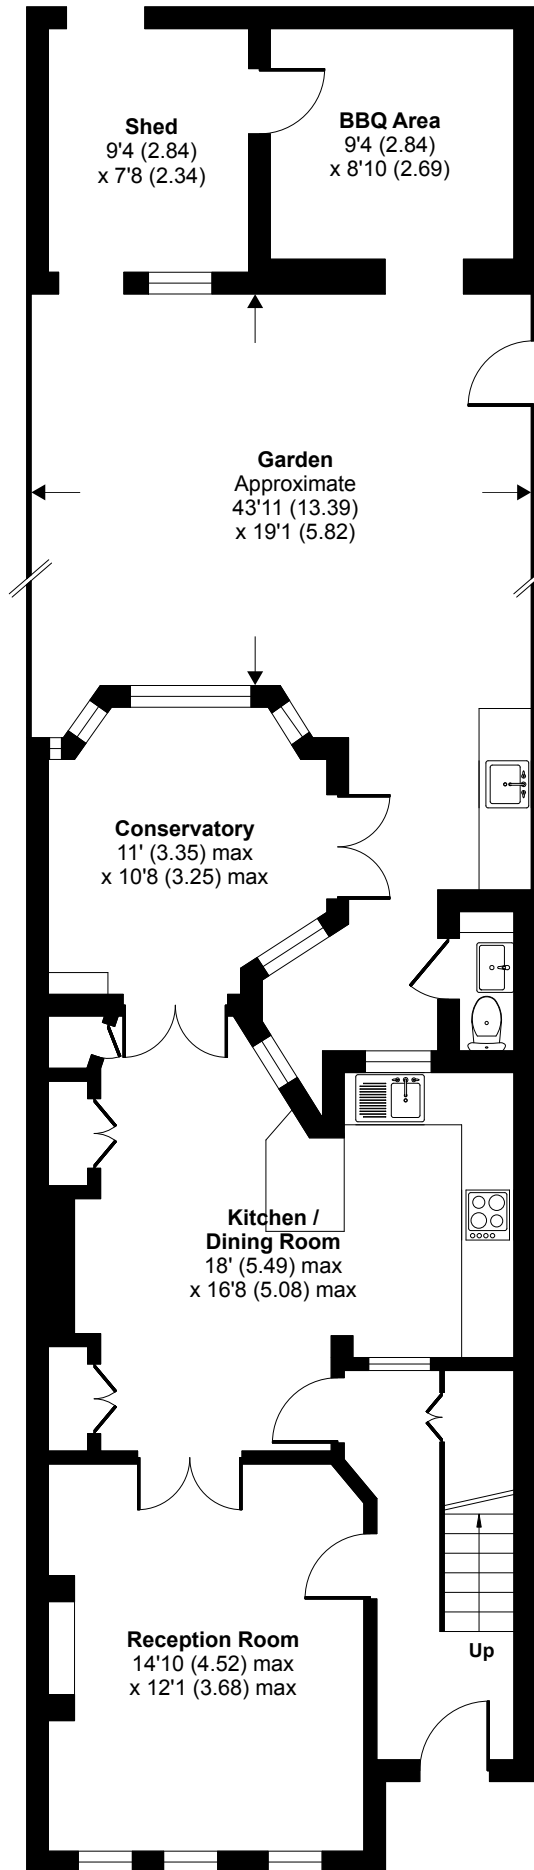 Shed
9'4 (2.84)
x 7'8 (2.34)
BBQ Area
9'4 (2.84)
x 8'10 (2.69)
Garden
Approximate
43'11 (13.39)
x 19'1 (5.82)
Conservatory
11' (3.35) max
x 10'8 (3.25) max
Kitchen /
Dining Room
18' (5.49) max
x 16'8 (5.08) max
Reception Room
14'10 (4.52) max
x 12'1 (3.68) max
Up